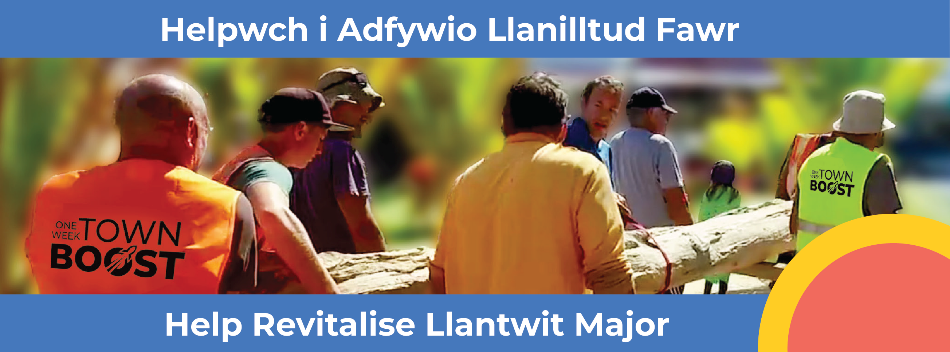 Helpwch i Adfywio Llanilltud Fawr
ONE WEEK TOWN
BOOST
ONE WEEK TOWN
BOOST
Help Revitalise Llantwit Major